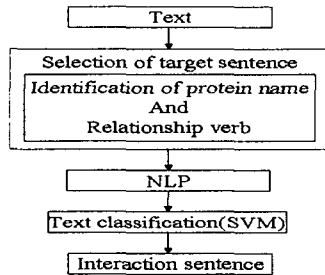 Text
Selection of target sentence
Identification of protein name
And
Relationship verb
NLP
Text classification(SVM)
Interaction sentence